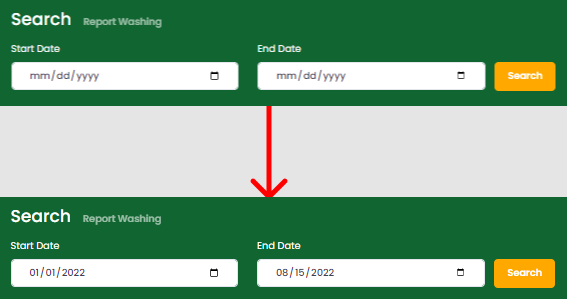 Search Report Washing
Start Date End Date
mm/dd/yyyy mm/dd/yyyy Search
Search Report Washing
Start Date End Date
01/01/2022 08/15/2022 Search